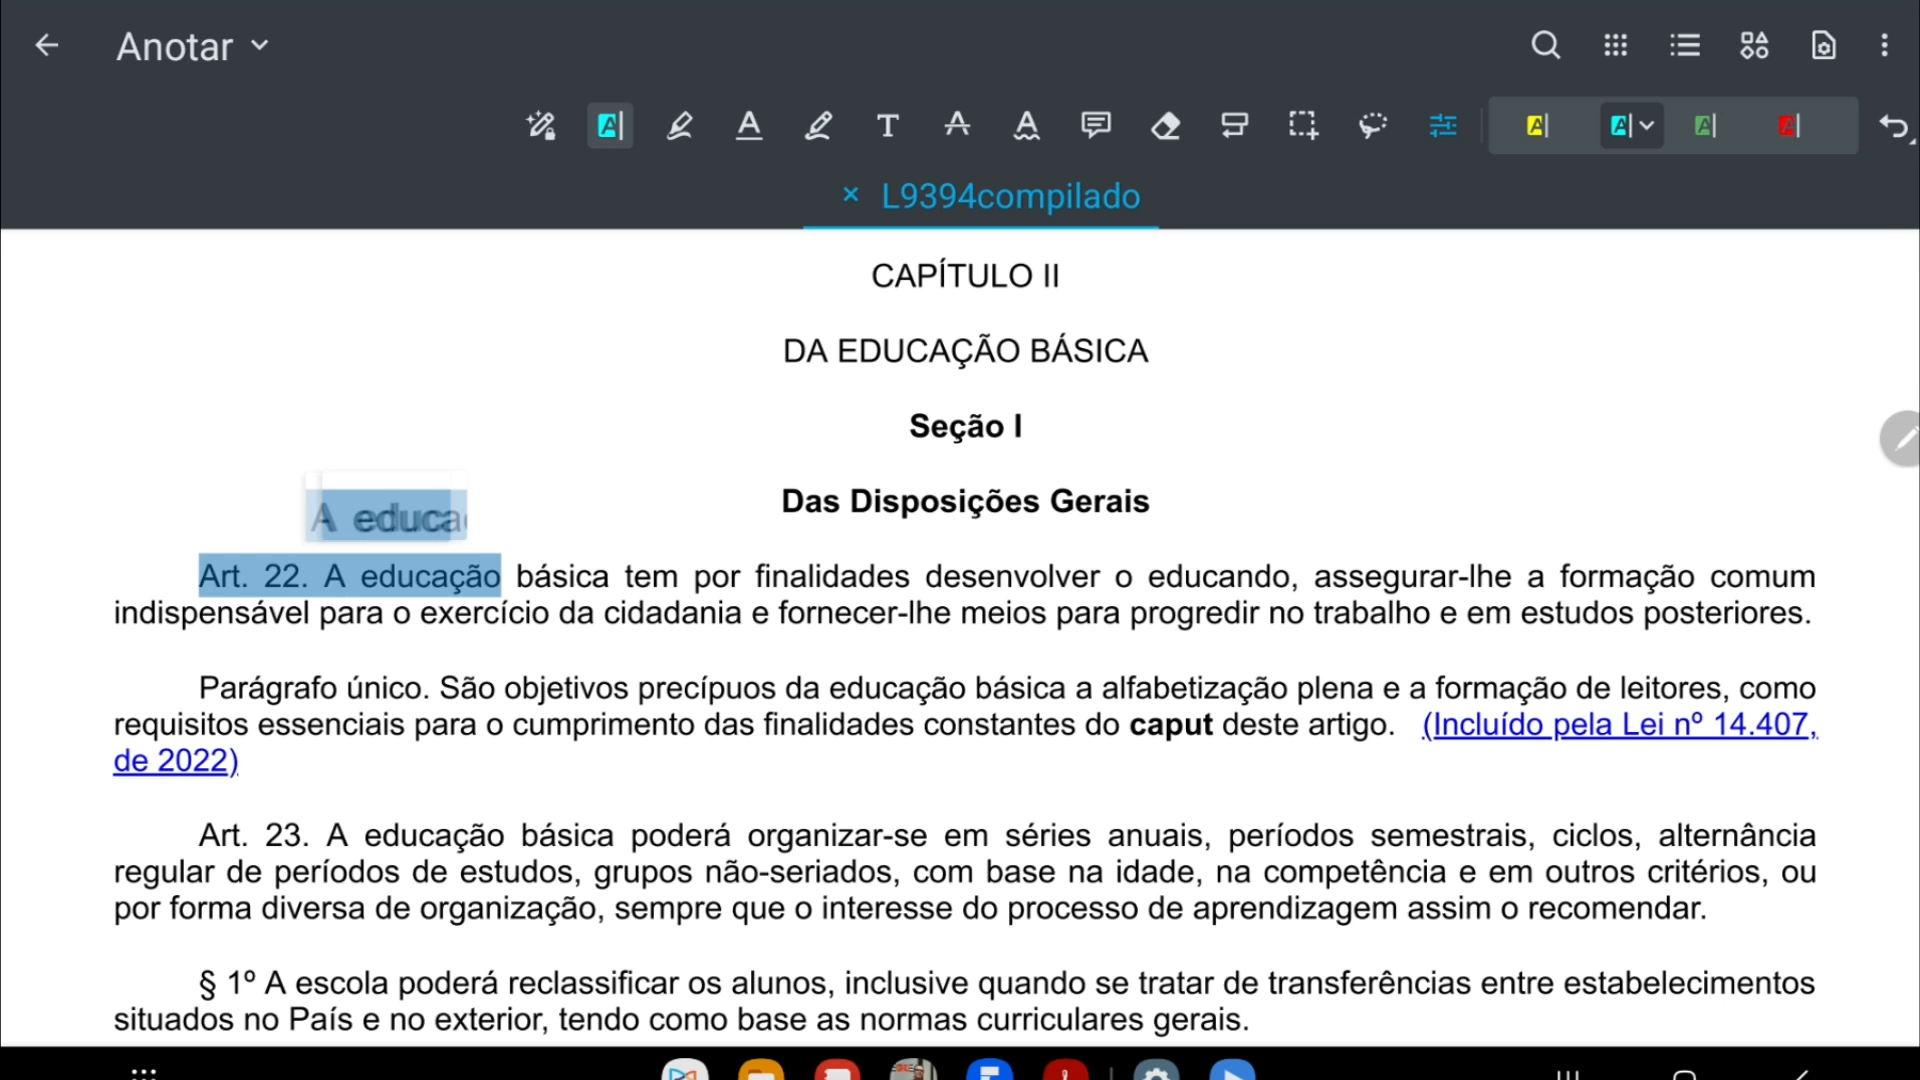 Anotar
L9394compilado
CAPÍTULO II
DA EDUCAÇÃO BÁSICA
Seção I
Das Disposições Gerais
A educa
Art. 22. A educação básica tem por finalidades desenvolver o educando, assegurar-lhe a formação comum
indispensável para o exercício da cidadania e fornecer-lhe meios para progredir no trabalho e em estudos posteriores.
Parágrafo único. São objetivos precípuos da educação básica a alfabetização plena e a formação de leitores, como
requisitos essenciais para o cumprimento das finalidades constantes do caput deste artigo. (Incluído pela Lei nº 14.407,
de 2022)
Art. 23. A educação básica poderá organizar-se em séries anuais, períodos semestrais, ciclos, alternância
regular de períodos de estudos, grupos não-seriados, com base na idade, na competência e em outros critérios, ou
por forma diversa de organização, sempre que o interesse do processo de aprendizagem assim o recomendar.
§ 1º A escola poderá reclassificar os alunos, inclusive quando se tratar de transferências entre estabelecimentos
situados no País e no exterior, tendo como base as normas curriculares gerais.